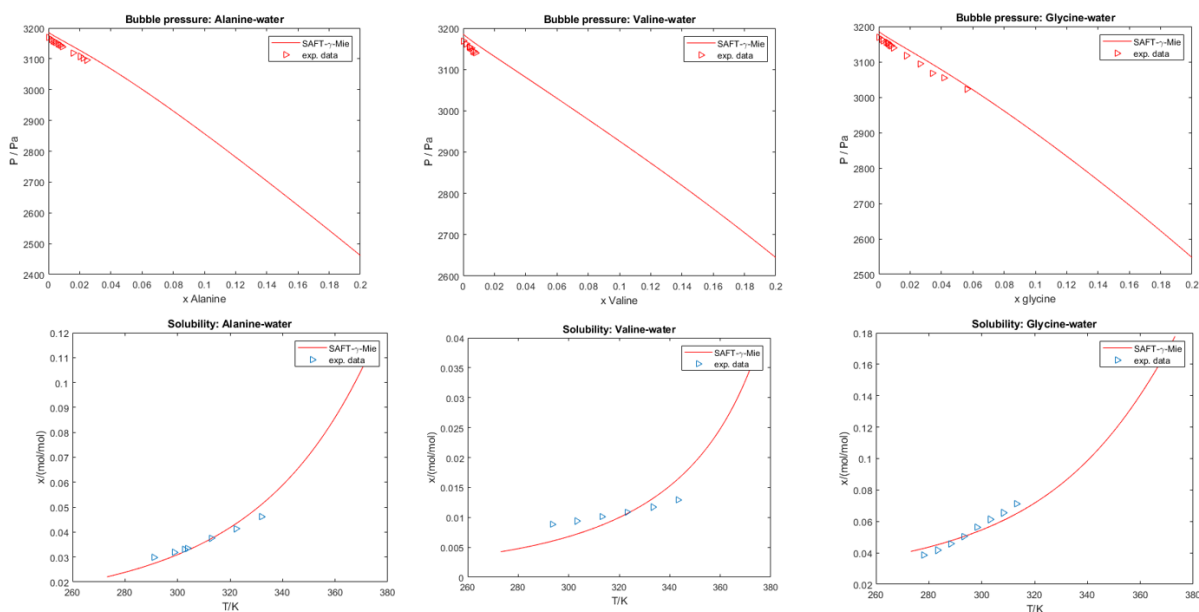 Bubble pressure: Alanine-water
3200
3100
3000
2900
2800
2700
2600
2500
2400
P / Pa
SAFT-γ-Mie
exp. data
0 0.02 0.04 0.06 0.08 0.1 0.12 0.14 0.16 0.18 0.2
x Alanine
Bubble pressure: Valine-water
3200
3100
3000
2900
2800
2700
2600
P / Pa
SAFT-γ-Mie
exp. data
0 0.02 0.04 0.06 0.08 0.1 0.12 0.14 0.16 0.18 0.2
x Valine
Bubble pressure: Glycine-water
3200
3100
3000
2900
2800
2700
2600
2500
P / Pa
SAFT-γ-Mie
exp. data
0 0.02 0.04 0.06 0.08 0.1 0.12 0.14 0.16 0.18 0.2
x glycine
Solubility: Alanine-water
0.12
0.11
0.1
0.09
0.08
0.07
0.06
0.05
0.04
0.03
0.02
x/(mol/mol)
SAFT-γ-Mie
exp. data
260 280 300 320 340 360 380
T/K
Solubility: Valine-water
0.04
0.035
0.03
0.025
0.02
0.015
0.01
0.005
0
x/(mol/mol)
SAFT-γ-Mie
exp. data
260 280 300 320 340 360 380
T/K
Solubility: Glycine-water
0.18
0.16
0.14
0.12
0.1
0.08
0.06
0.04
0.02
x/(mol/mol)
SAFT-γ-Mie
exp. data
260 280 300 320 340 360 380
T/K